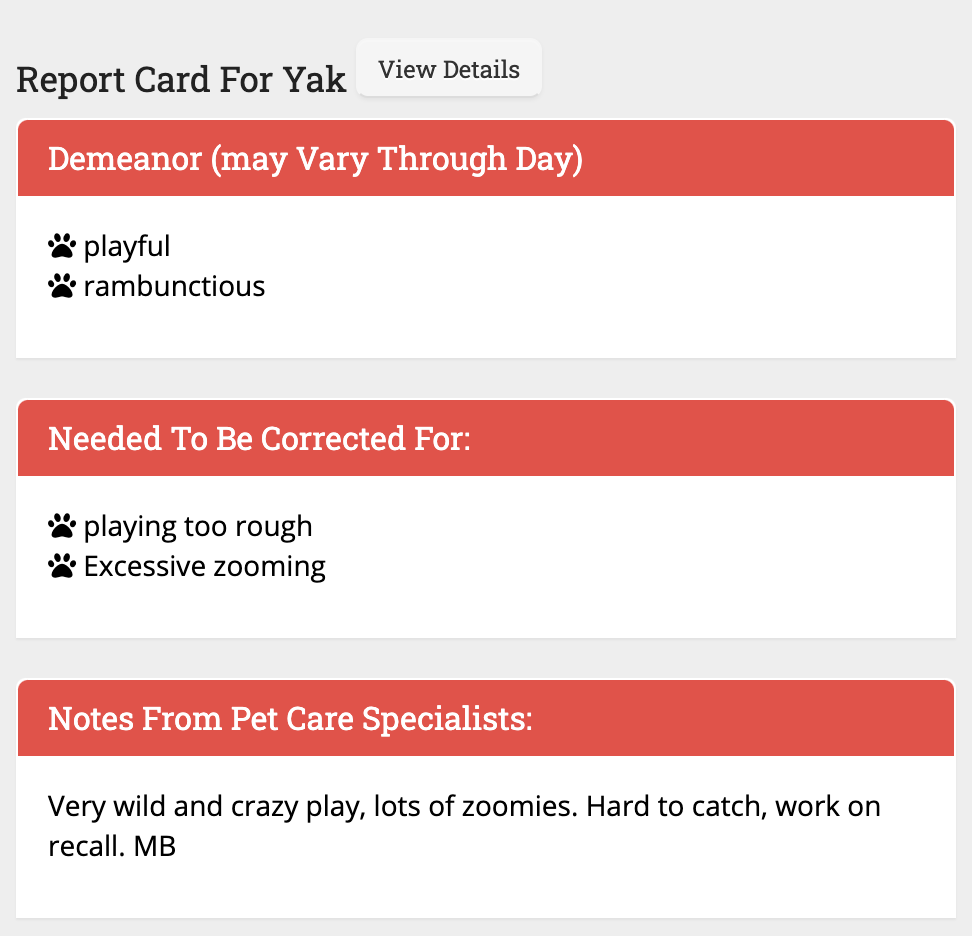 Report Card For Yak
View Details
Demeanor (may Vary Through Day)
playful
rambunctious
Needed To Be Corrected For:
playing too rough
Excessive zooming
Notes From Pet Care Specialists:
Very wild and crazy play, lots of zoomies. Hard to catch, work on
recall. MB